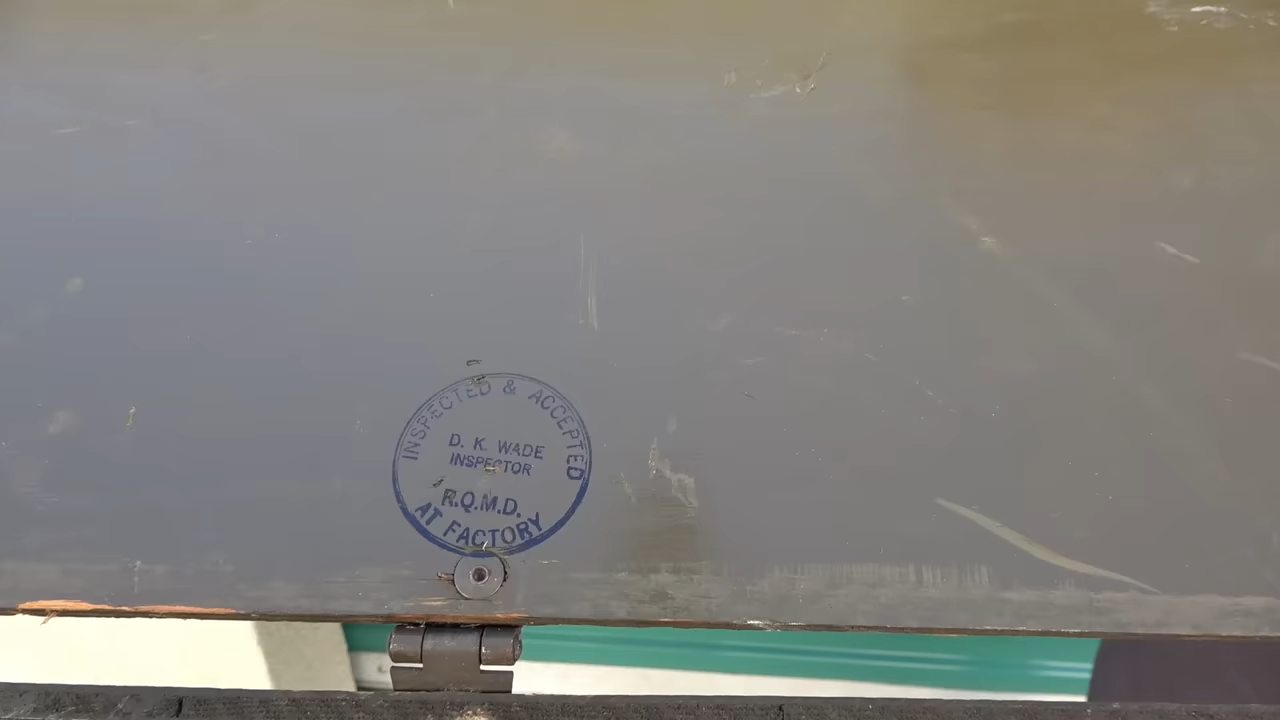 INSPECTED & ACCEPTED
D. K. WADE
INSPECTOR
R.Q.M.D.
AT FACTORY